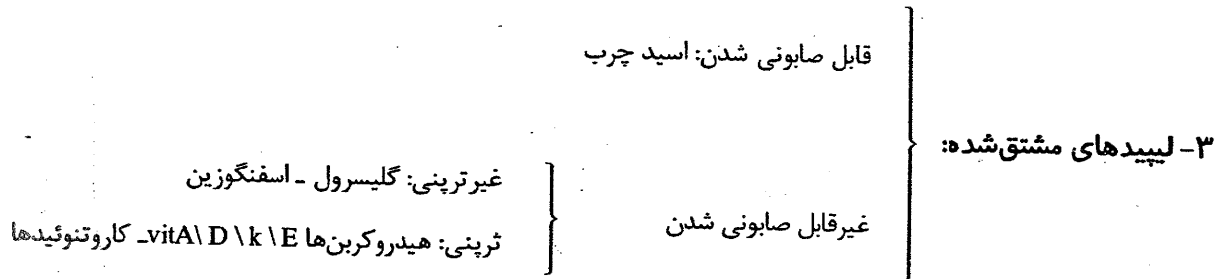 قابل صابونی شدن: اسید چرب
۳- لیپیدهای مشتق‌شده:
غیرترپنی: گلیسرول - اسفنگوزین
غیرقابل صابونی شدن
ثرپنی: هیدروکربن‌ها vitA\ D \ k \ E- کاروتنوئیدها